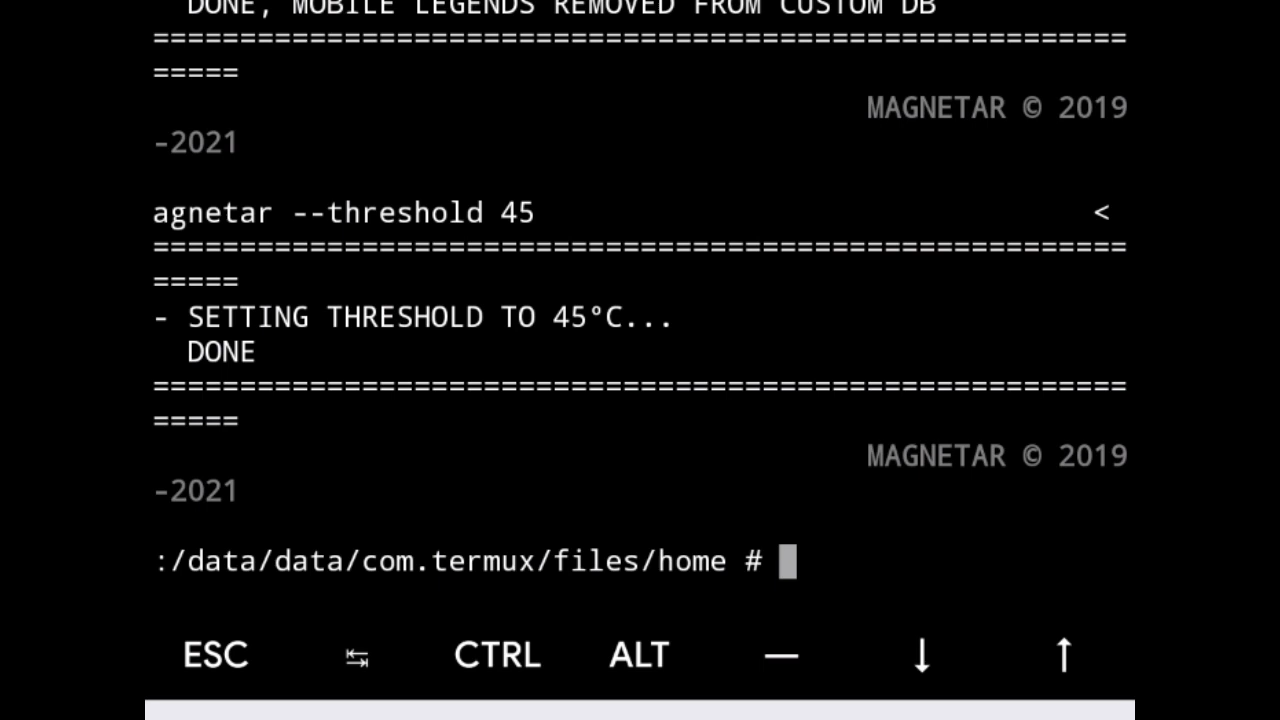 DONE, MOBILE LEGENDS REMOVED FROM CUSTOM DB
========================================================
=====
MAGNETAR © 2019
-2021
agnetar --threshold 45 <
========================================================
=====
- SETTING THRESHOLD TO 45°C...
DONE
========================================================
=====
MAGNETAR © 2019
-2021
:/data/data/com.termux/files/home #
ESC ↹ CTRL ALT — ↓ ↑